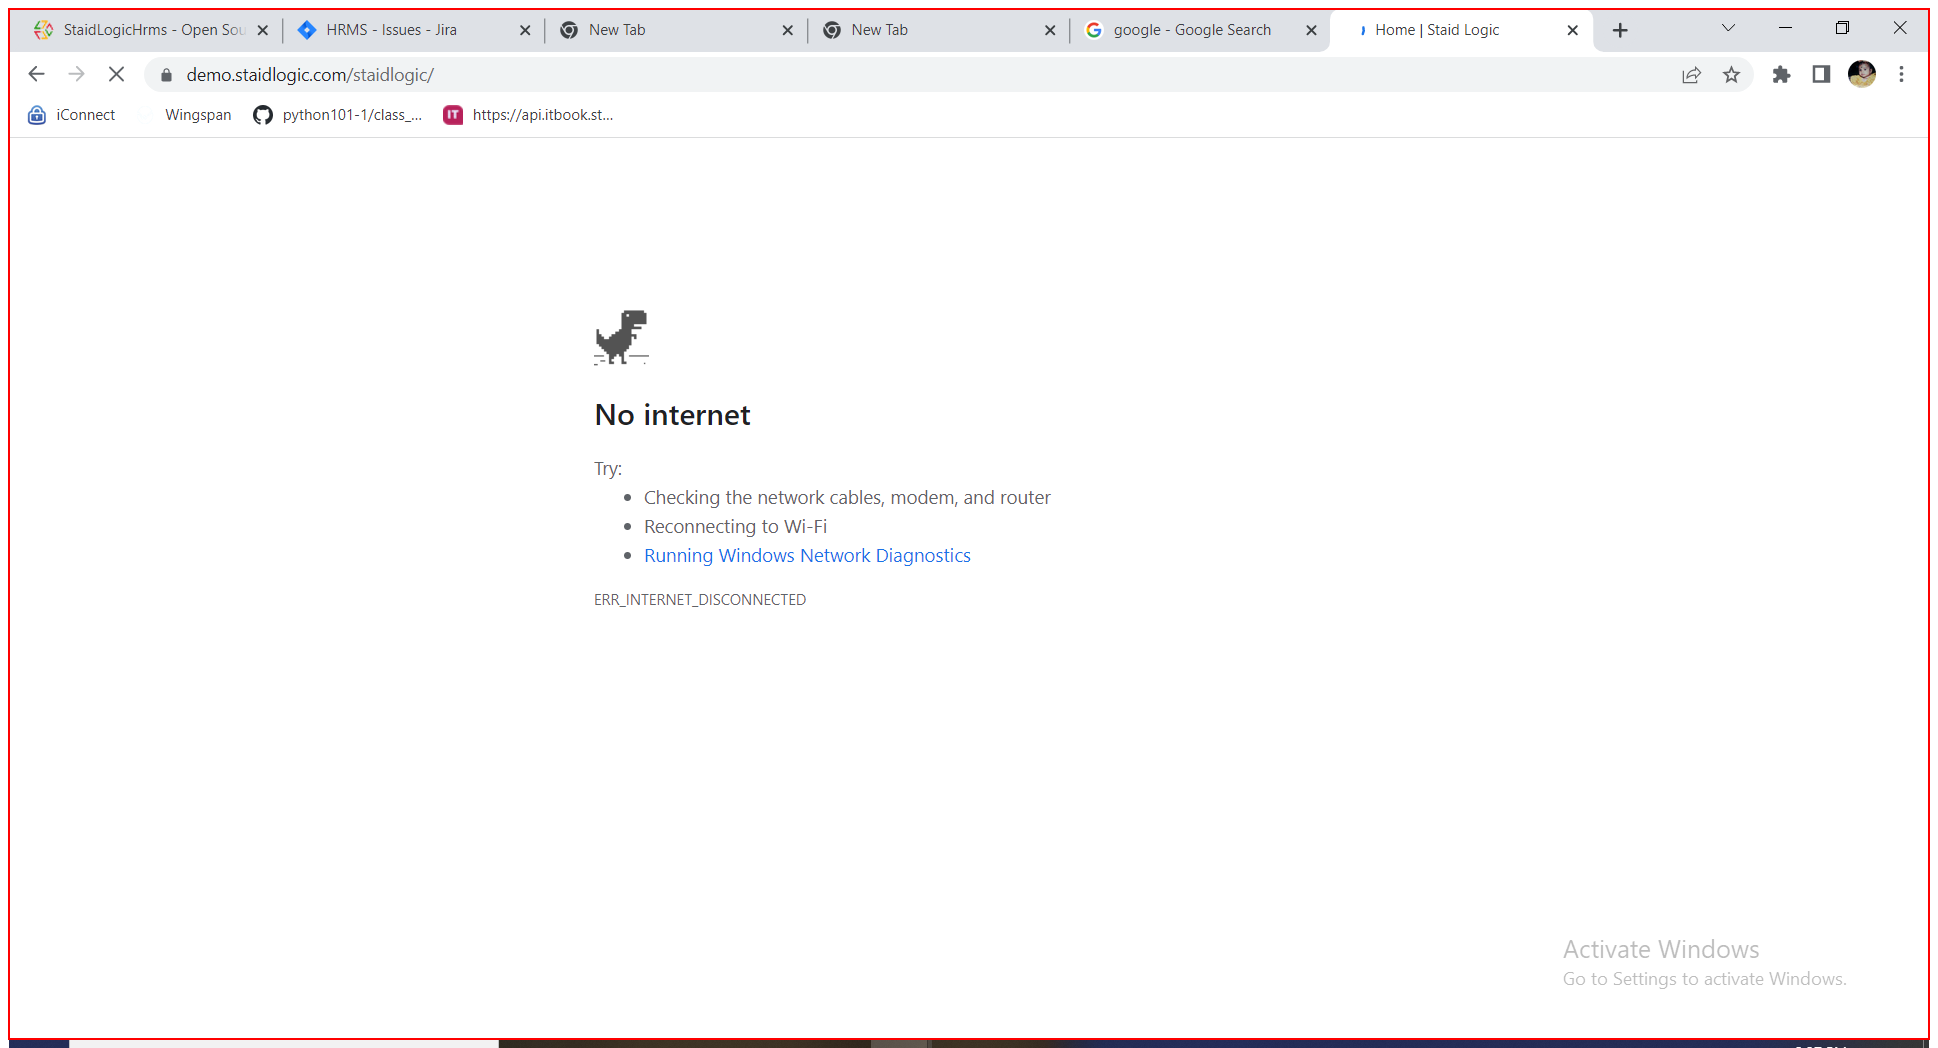 StaidLogicHrms - Open Sou
HRMS - Issues - Jira
New Tab
New Tab
google - Google Search
Home | Staid Logic
demo.staidlogic.com/staidlogic/
iConnect
Wingspan
python101-1/class_...
IT
https://api.itbook.st...
No internet
Try:
Checking the network cables, modem, and router
Reconnecting to Wi-Fi
Running Windows Network Diagnostics
ERR_INTERNET_DISCONNECTED
Activate Windows
Go to Settings to activate Windows.